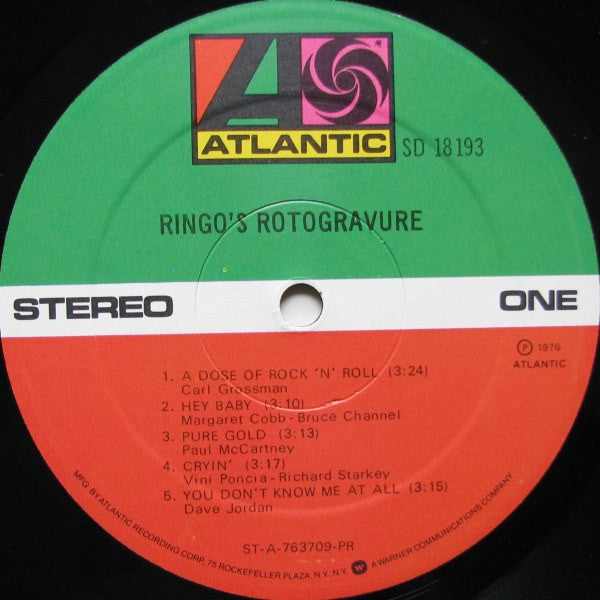 ATLANTIC
SD 18193
RINGO'S ROTOGRAVURE
STEREO
ONE
℗ 1976
ATLANTIC
1. A DOSE OF ROCK 'N' ROLL (3:24)
Carl Grossman
2. HEY BABY (3:10)
Margaret Cobb-Bruce Channel
3. PURE GOLD (3:13)
Paul McCartney
4. CRYIN' (3:17)
Vini Poncia-Richard Starkey
5. YOU DON'T KNOW ME AT ALL (3:15)
Dave Jordan
ST-A-763709-PR
MFG. BY ATLANTIC RECORDING CORP. 75 ROCKEFELLER PLAZA, N.Y. N.Y. A WARNER COMMUNICATIONS COMPANY